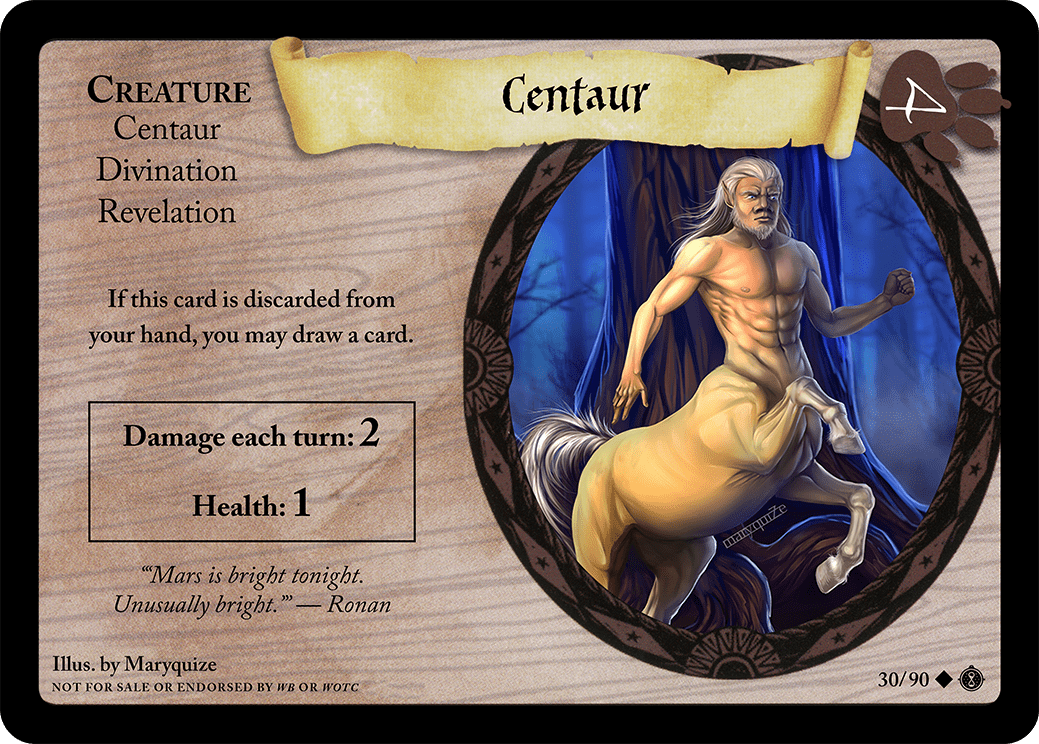 CREATURE
Centaur
Divination
Revelation
Centaur
4
If this card is discarded from
your hand, you may draw a card.
Damage each turn: 2
Health: 1
“‘Mars is bright tonight.
Unusually bright.’” — Ronan
maryquiZe
Illus. by Maryquize
NOT FOR SALE OR ENDORSED BY WB OR WOTC
30/90